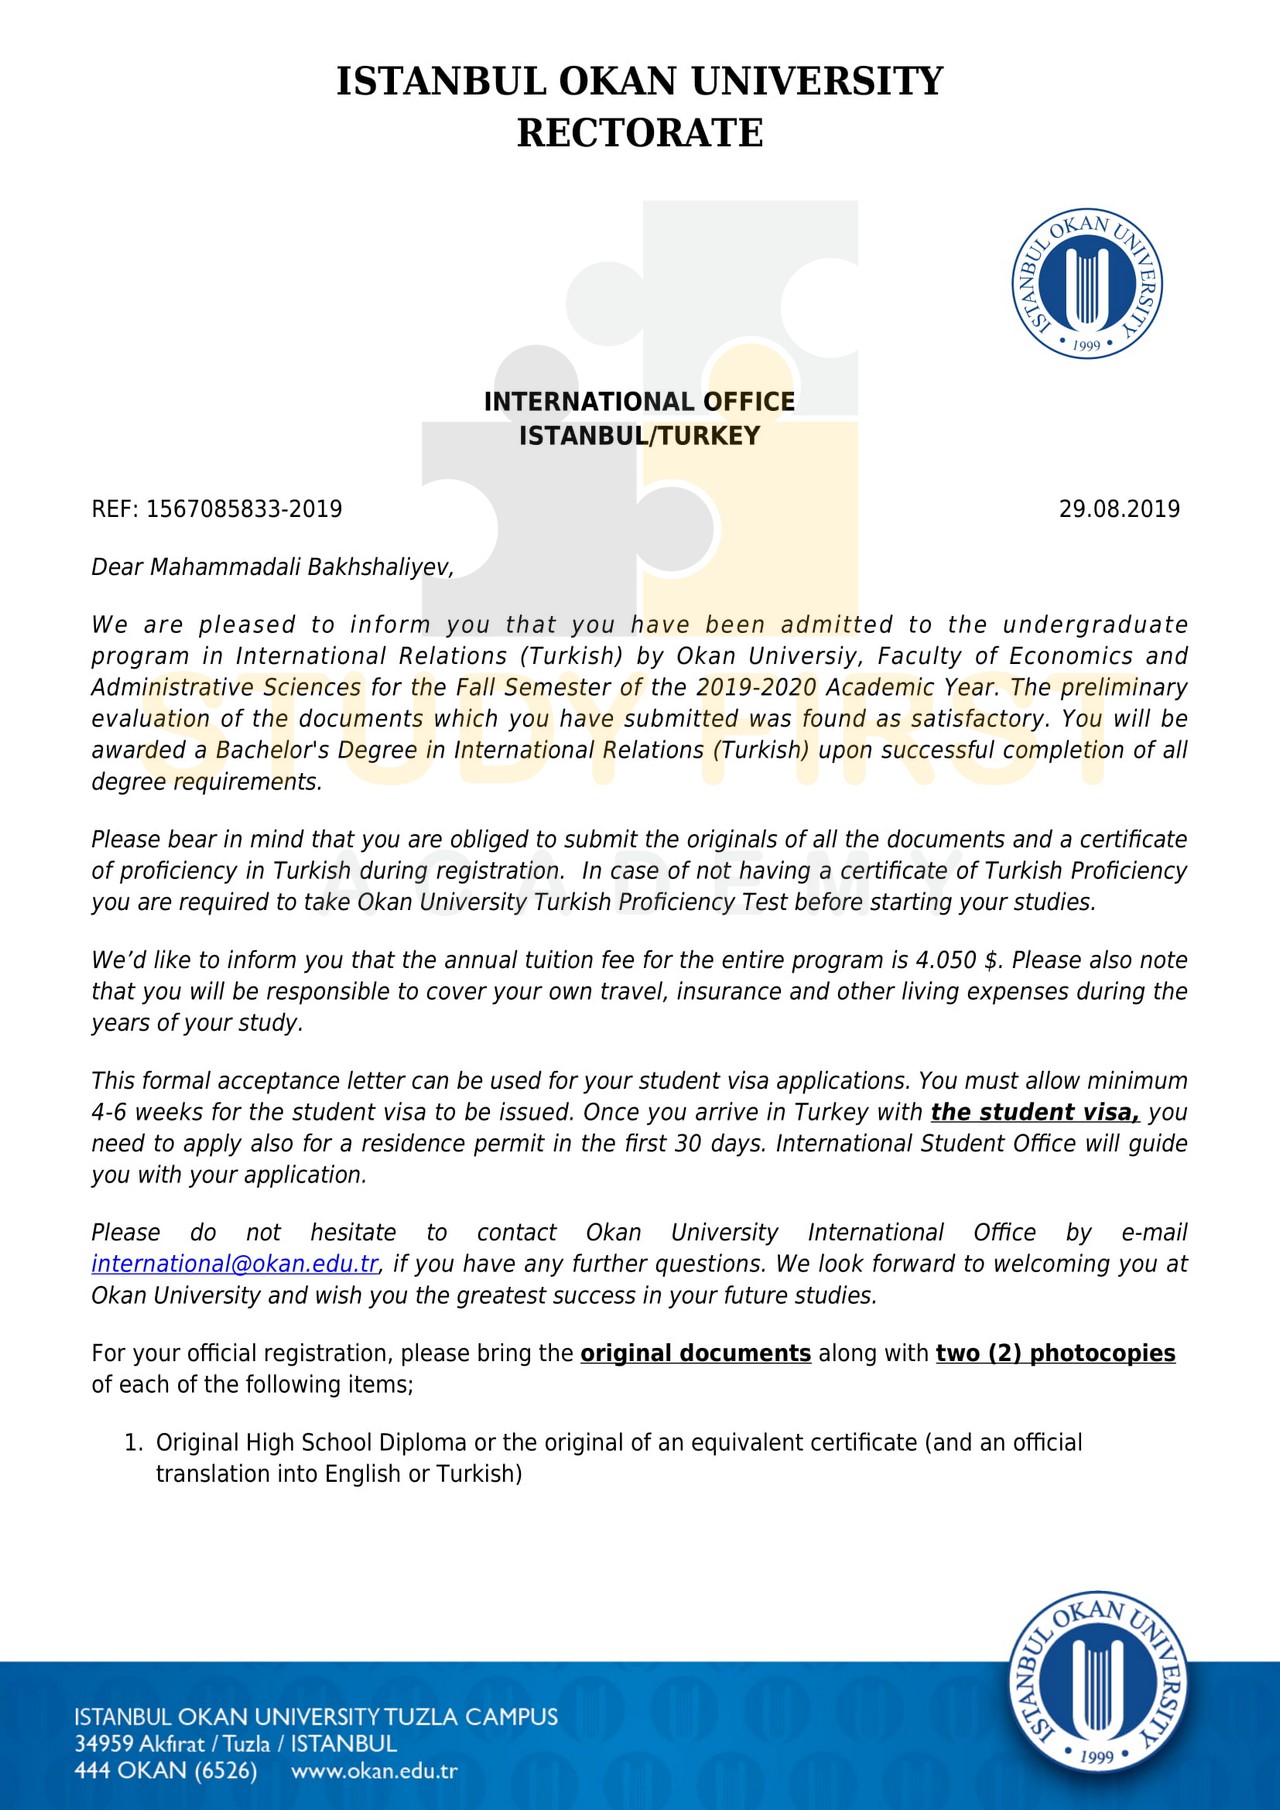 ISTANBUL OKAN UNIVERSITY
RECTORATE
ISTANBUL OKAN UNIVERSITY
• 1999 •
INTERNATIONAL OFFICE
ISTANBUL/TURKEY
REF: 1567085833-2019 29.08.2019
Dear Mahammadali Bakhshaliyev,
We are pleased to inform you that you have been admitted to the undergraduate
program in International Relations (Turkish) by Okan Universiy, Faculty of Economics and
Administrative Sciences for the Fall Semester of the 2019-2020 Academic Year. The preliminary
evaluation of the documents which you have submitted was found as satisfactory. You will be
awarded a Bachelor's Degree in International Relations (Turkish) upon successful completion of all
degree requirements.
STUDY FIRST
Please bear in mind that you are obliged to submit the originals of all the documents and a certificate
of proficiency in Turkish during registration.  In case of not having a certificate of Turkish Proficiency
you are required to take Okan University Turkish Proficiency Test before starting your studies.
ACADEMY
We’d like to inform you that the annual tuition fee for the entire program is 4.050 $. Please also note
that you will be responsible to cover your own travel, insurance and other living expenses during the
years of your study.
This formal acceptance letter can be used for your student visa applications. You must allow minimum
4-6 weeks for the student visa to be issued. Once you arrive in Turkey with the student visa, you
need to apply also for a residence permit in the first 30 days. International Student Office will guide
you with your application.
Please do not hesitate to contact Okan University International Office by e-mail
international@okan.edu.tr, if you have any further questions. We look forward to welcoming you at
Okan University and wish you the greatest success in your future studies.
For your official registration, please bring the original documents along with two (2) photocopies
of each of the following items;
1. Original High School Diploma or the original of an equivalent certificate (and an official
translation into English or Turkish)
ISTANBUL OKAN UNIVERSITY
• 1999 •
ISTANBUL OKAN UNIVERSITY TUZLA CAMPUS
34959 Akfırat / Tuzla / ISTANBUL
444 OKAN (6526) www.okan.edu.tr